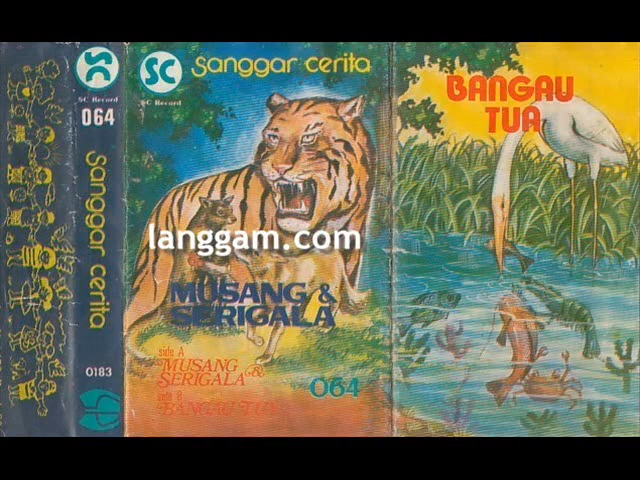 SC Record
064
Sanggar cerita
0183
SC
Sanggar cerita
SC Record
langgam.com
MUSANG &
SERIGALA
side A
"MUSANG &
SERIGALA"
side B
"BANGAU TUA"
064
BANGAU
TUA